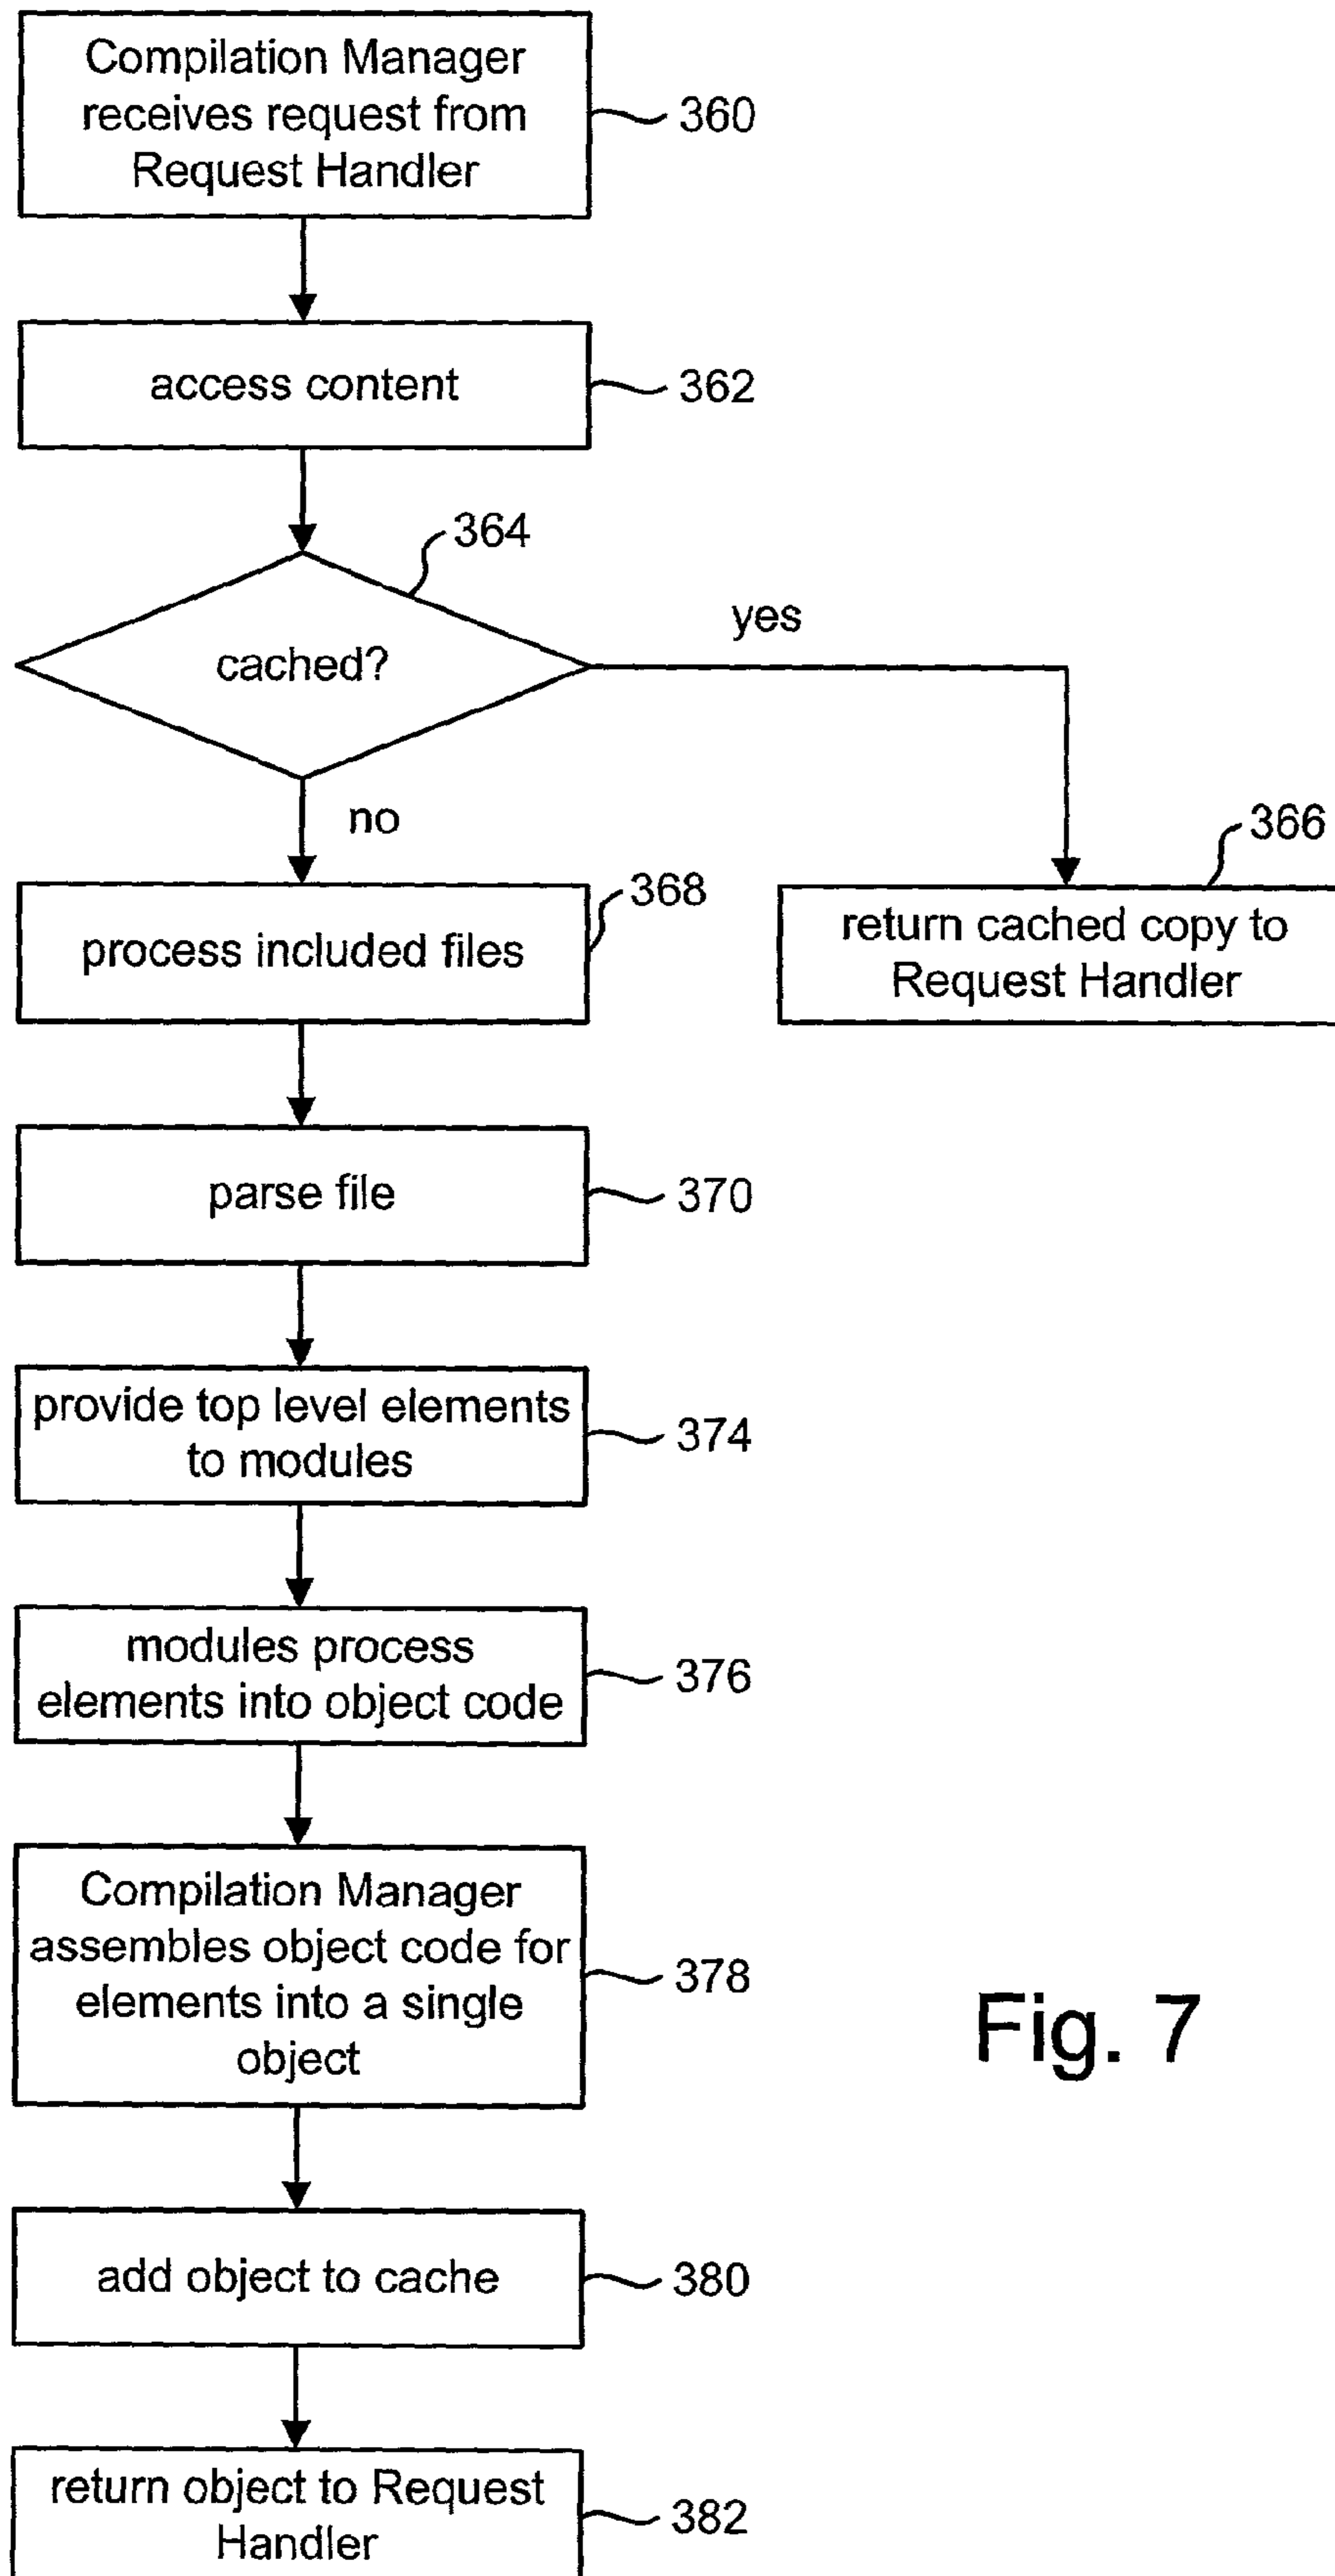 Compilation Manager
receives request from
Request Handler
360
access content
362
364
cached?
yes
no
366
return cached copy to
Request Handler
368
process included files
parse file
370
provide top level elements
to modules
374
modules process
elements into object code
376
Compilation Manager
assembles object code for
elements into a single
object
378
Fig. 7
add object to cache
380
return object to Request
Handler
382